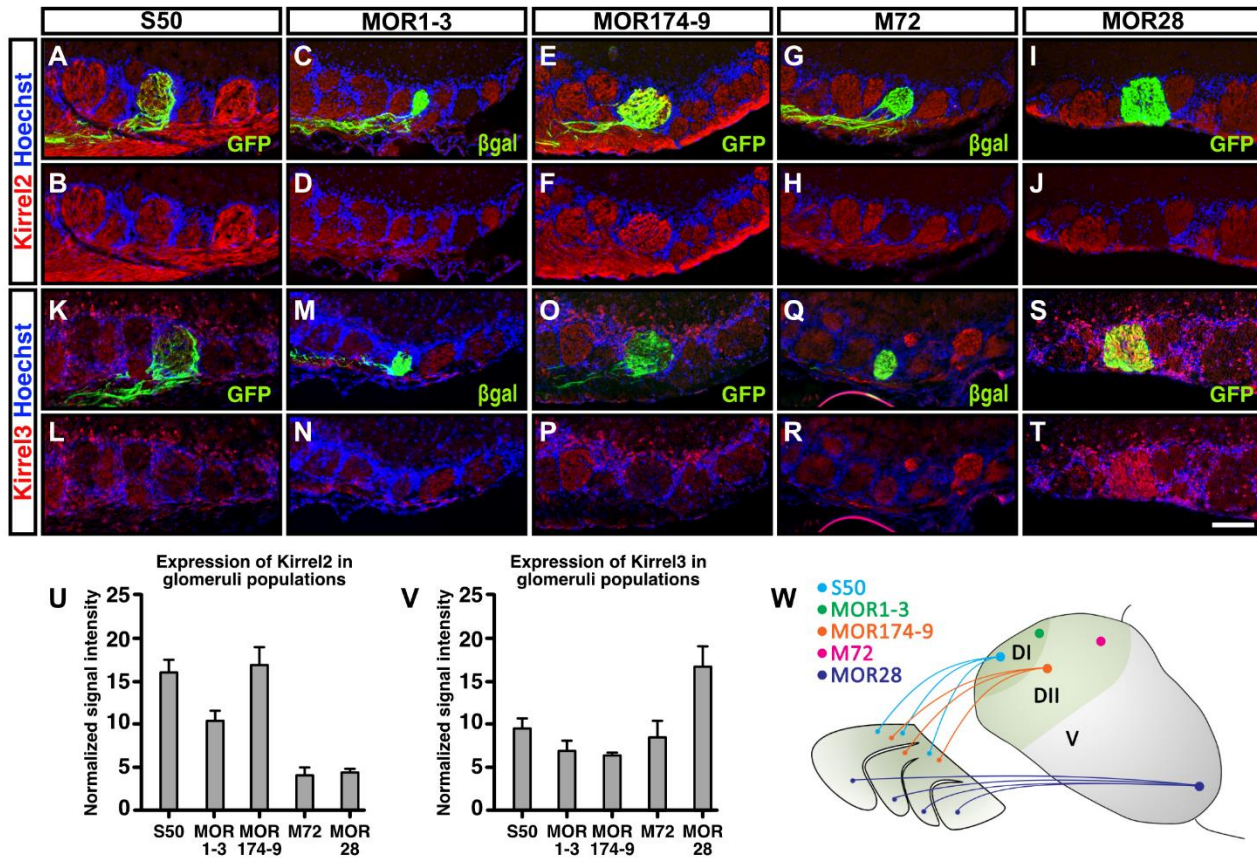 S50 MOR1-3 MOR174-9 M72 MOR28
Kirrel2 Hoechst
A GFP
C βgal
E GFP
G βgal
I GFP
B
D
F
H
J
Kirrel3 Hoechst
K GFP
M βgal
O GFP
Q βgal
S GFP
L
N
P
R
T
U
Expression of Kirrel2 in
glomeruli populations
Normalized signal intensity
25
20
15
10
5
0
S50 MOR MOR M72 MOR
1-3 174-9 28
V
Expression of Kirrel3 in
glomeruli populations
Normalized signal intensity
25
20
15
10
5
0
S50 MOR MOR M72 MOR
1-3 174-9 28
W
S50
MOR1-3
MOR174-9
M72
MOR28
DI
DII
V